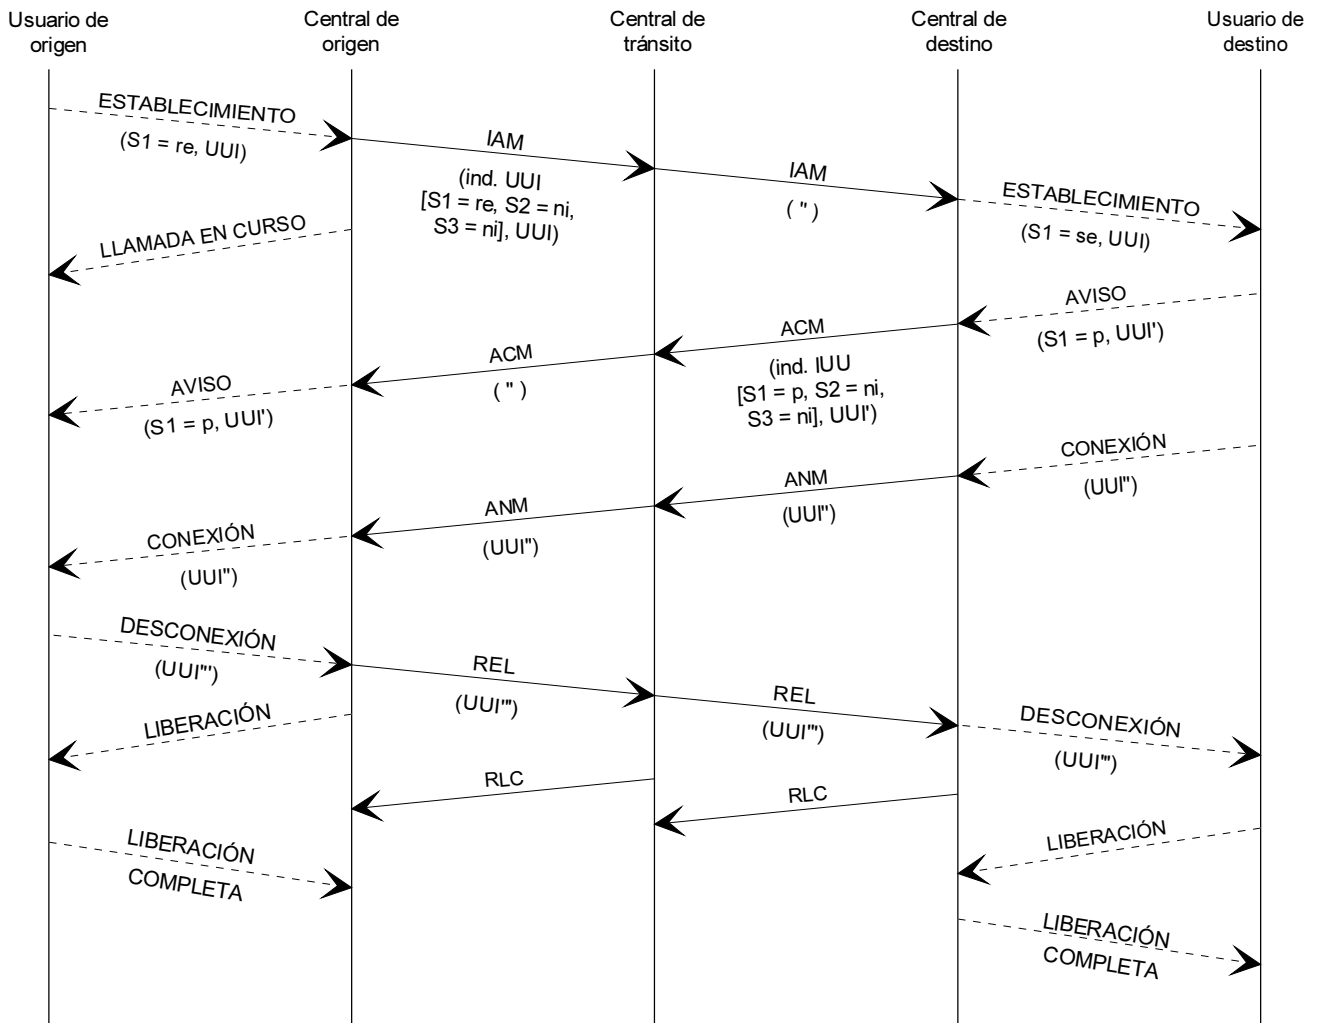 Usuario de
origen
Central de
origen
Central de
tránsito
Central de
destino
Usuario de
destino
ESTABLECIMIENTO
(S1 = re, UUI)
IAM
(ind. UUI
[S1 = re, S2 = ni,
S3 = ni], UUI)
IAM
( " )
ESTABLECIMIENTO
(S1 = se, UUI)
LLAMADA EN CURSO
AVISO
(S1 = p, UUI')
ACM
(ind. IUU
[S1 = p, S2 = ni,
S3 = ni], UUI')
ACM
( " )
AVISO
(S1 = p, UUI')
CONEXIÓN
(UUI")
ANM
(UUI")
ANM
(UUI")
CONEXIÓN
(UUI")
DESCONEXIÓN
(UUI"')
REL
(UUI"')
REL
(UUI"')
DESCONEXIÓN
(UUI"')
LIBERACIÓN
RLC
RLC
LIBERACIÓN
LIBERACIÓN
COMPLETA
LIBERACIÓN
COMPLETA